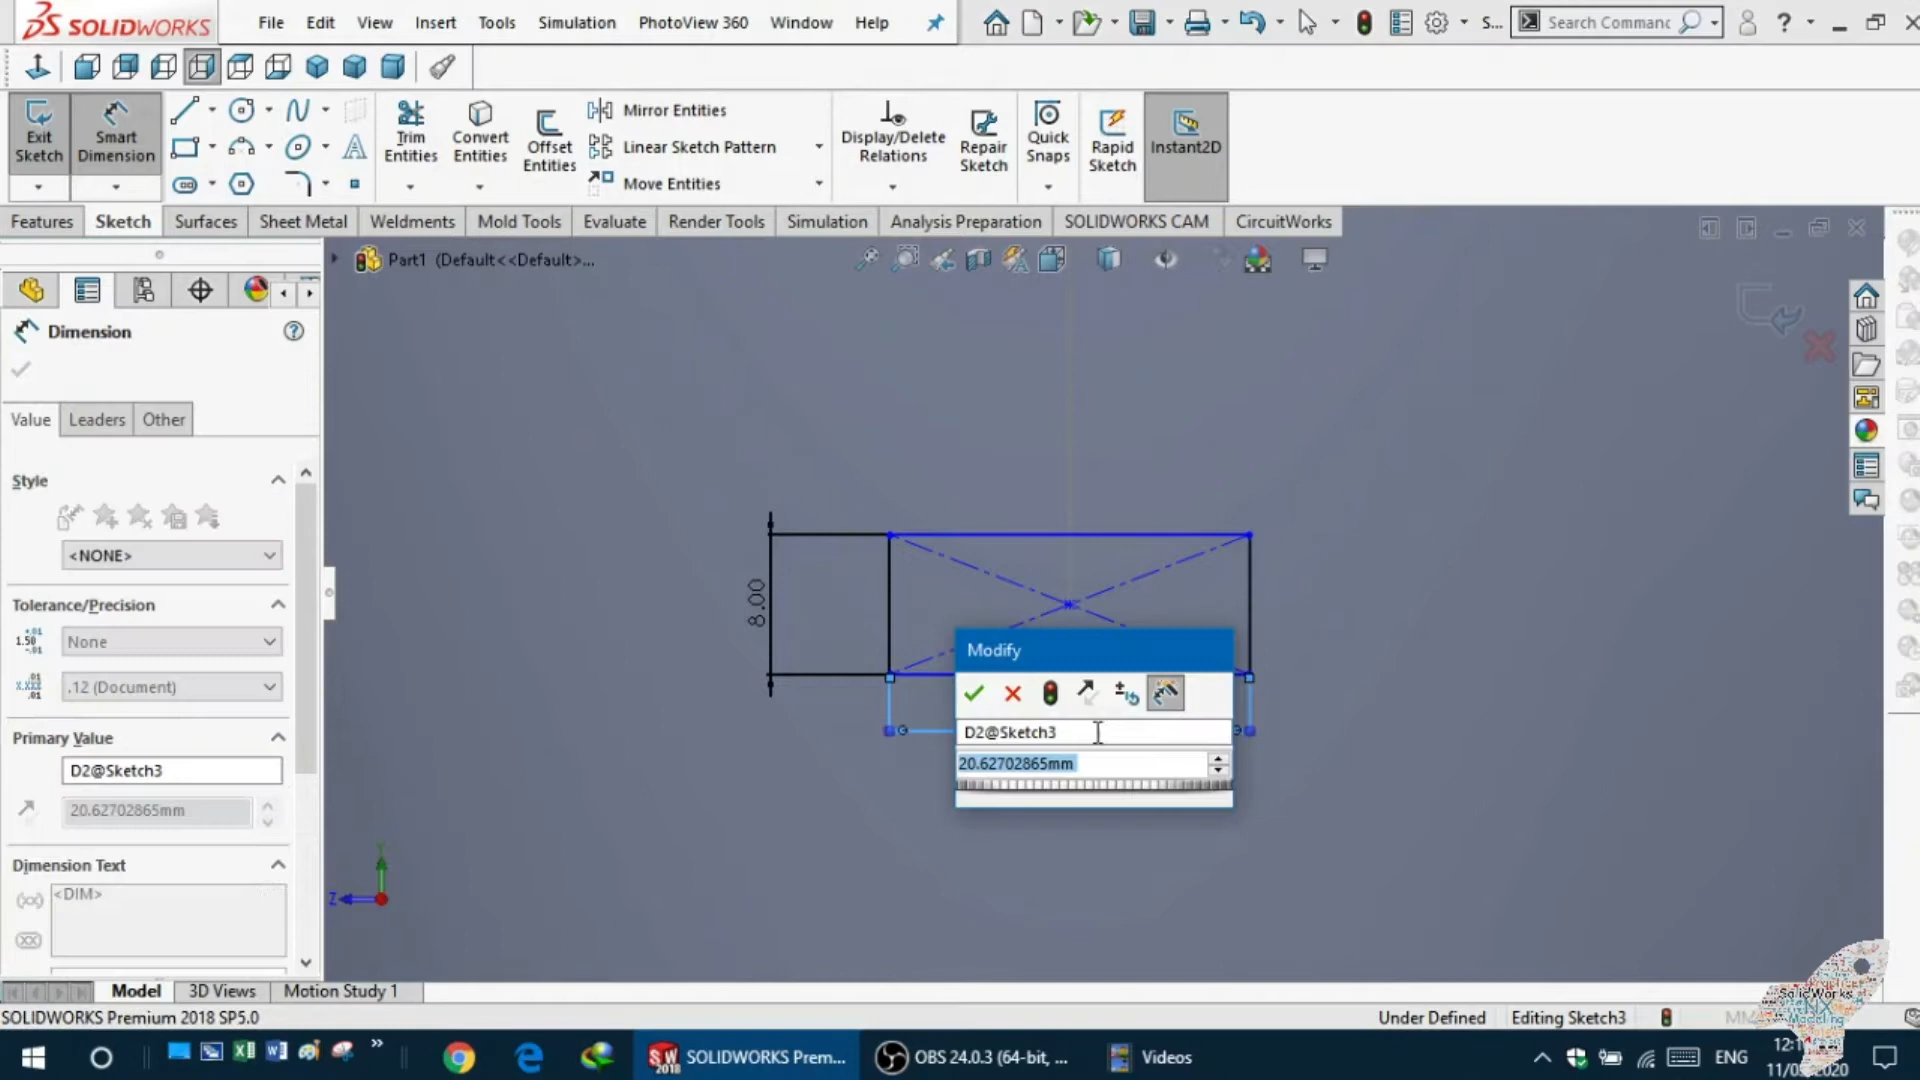 SOLIDWORKS File Edit View Insert Tools Simulation PhotoView 360 Window Help S... Search Commanc ?
Exit Sketch
Smart Dimension
Trim Entities
Convert Entities
Offset Entities
Mirror Entities
Linear Sketch Pattern
Move Entities
Display/Delete Relations
Repair Sketch
Quick Snaps
Rapid Sketch
Instant2D
Features Sketch Surfaces Sheet Metal Weldments Mold Tools Evaluate Render Tools Simulation Analysis Preparation SOLIDWORKS CAM CircuitWorks
Part1 (Default<<Default>...
Dimension
Value Leaders Other
Style
<NONE>
Tolerance/Precision
None
.12 (Document)
Primary Value
D2@Sketch3
20.62702865mm
Dimension Text
<DIM>
8.00
Modify
D2@Sketch3
20.62702865mm
Y
Z
Model 3D Views Motion Study 1
SOLIDWORKS Premium 2018 SP5.0 Under Defined Editing Sketch3
SolidWorks
NX
Modeling
SOLIDWORKS Prem... OBS 24.0.3 (64-bit, ... Videos ENG